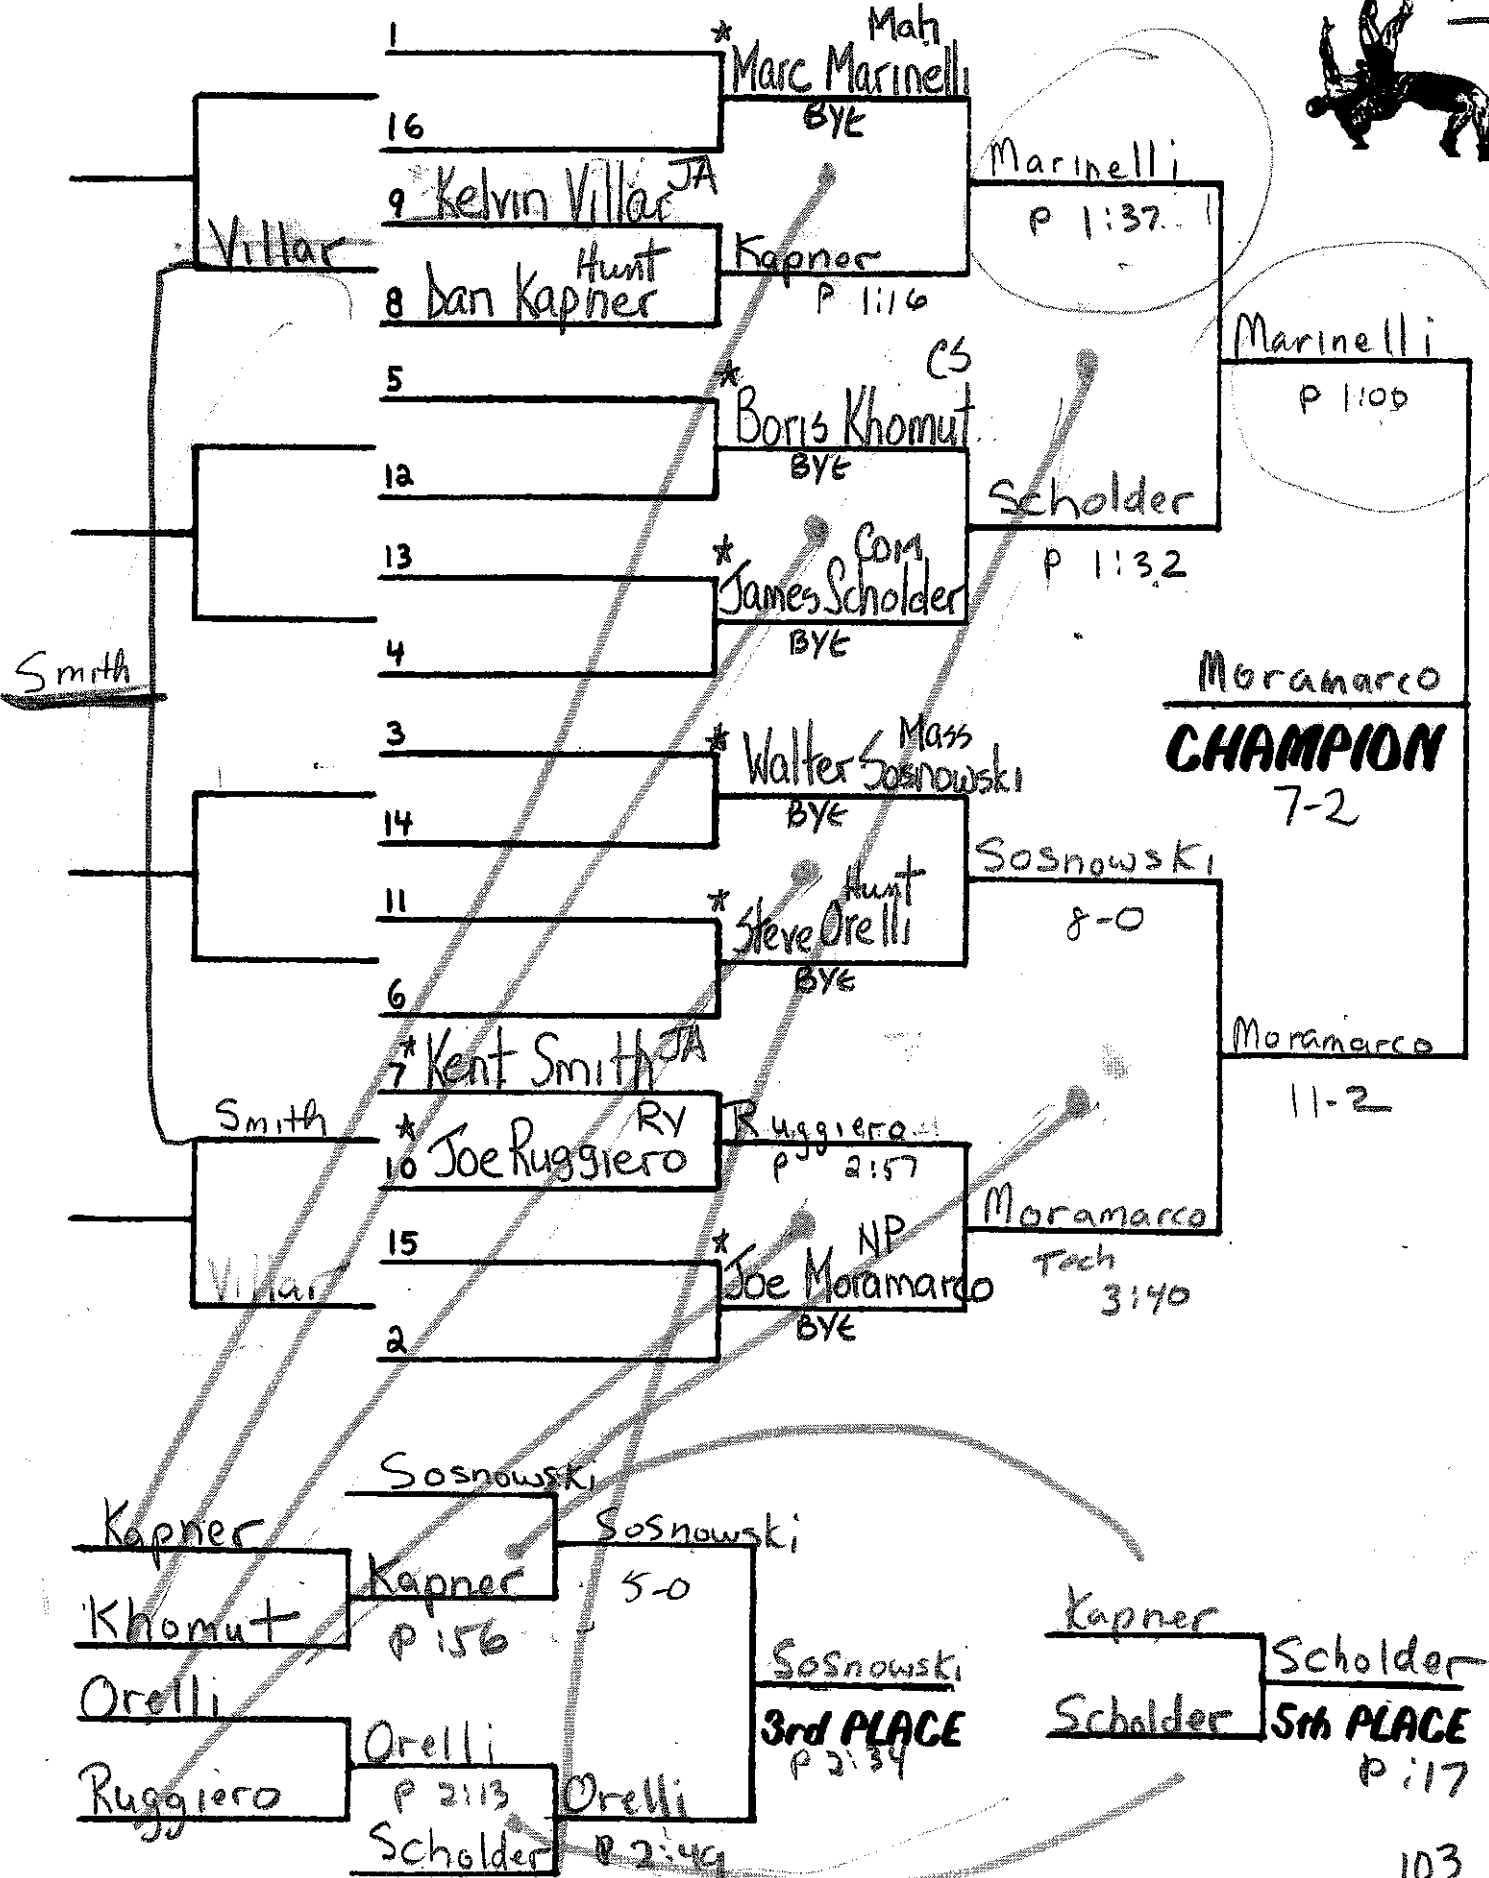 1
* Mah
Marc Marinelli
BYE
16
Marinelli
P 1:37
9 Kelvin Villar JA
Villar
Hunt
8 Dan Kapner
Kapner
P 1:16
Marinelli
P 1:00
5
* CS
Boris Khomut
BYE
12
Scholder
P 1:32
13
* COM
James Scholder
BYE
4
Smith
Moramarco
CHAMPION
7-2
3
* Mass
Walter Sosnowski
BYE
14
Sosnowski
8-0
11
* Hunt
Steve Orelli
BYE
6
Moramarco
11-2
* 7 Kent Smith JA
Smith
* RV
10 Joe Ruggiero
Ruggiero
P 2:57
Moramarco
Tech
3:40
15
* NP
Joe Moramarco
BYE
Villar
2
Sosnowski
Kapner
Sosnowski
5-0
Kapner
P :56
Khomut
Kapner
Sosnowski
3rd PLACE
P 2:34
Scholder
5th PLACE
P :17
Orelli
Scholder
Orelli
P 2:13
Ruggiero
Orelli
P 2:49
Scholder
103